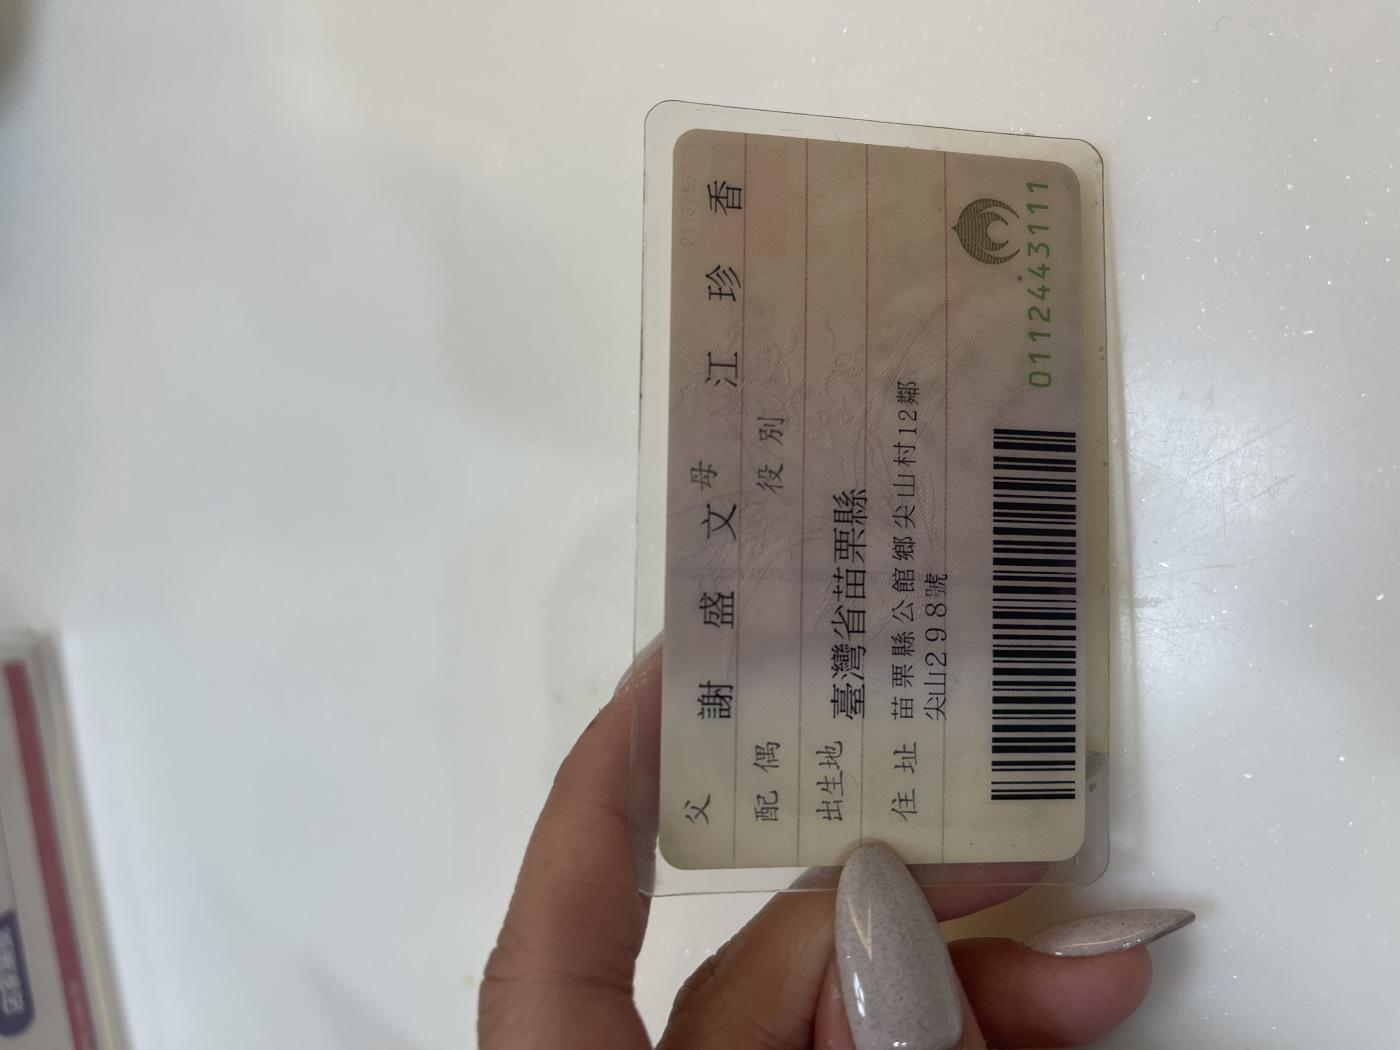 父 謝盛文 母 江珍香
配偶 役別
出生地 臺灣省苗栗縣
住址 苗栗縣公館鄉尖山村12鄰
尖山298號
0112443111